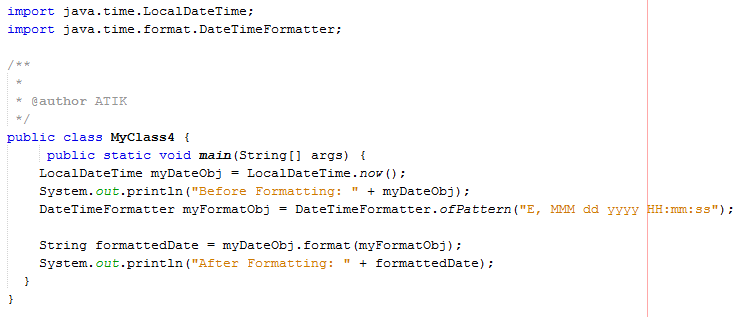 import java.time.LocalDateTime;
import java.time.format.DateTimeFormatter;
/**
 *
 * @author ATIK
 */
public class MyClass4 {
     public static void main(String[] args) {
    LocalDateTime myDateObj = LocalDateTime.now();
    System.out.println("Before Formatting: " + myDateObj);
    DateTimeFormatter myFormatObj = DateTimeFormatter.ofPattern("E, MMM dd yyyy HH:mm:ss");
    String formattedDate = myDateObj.format(myFormatObj);
    System.out.println("After Formatting: " + formattedDate);
  }
}